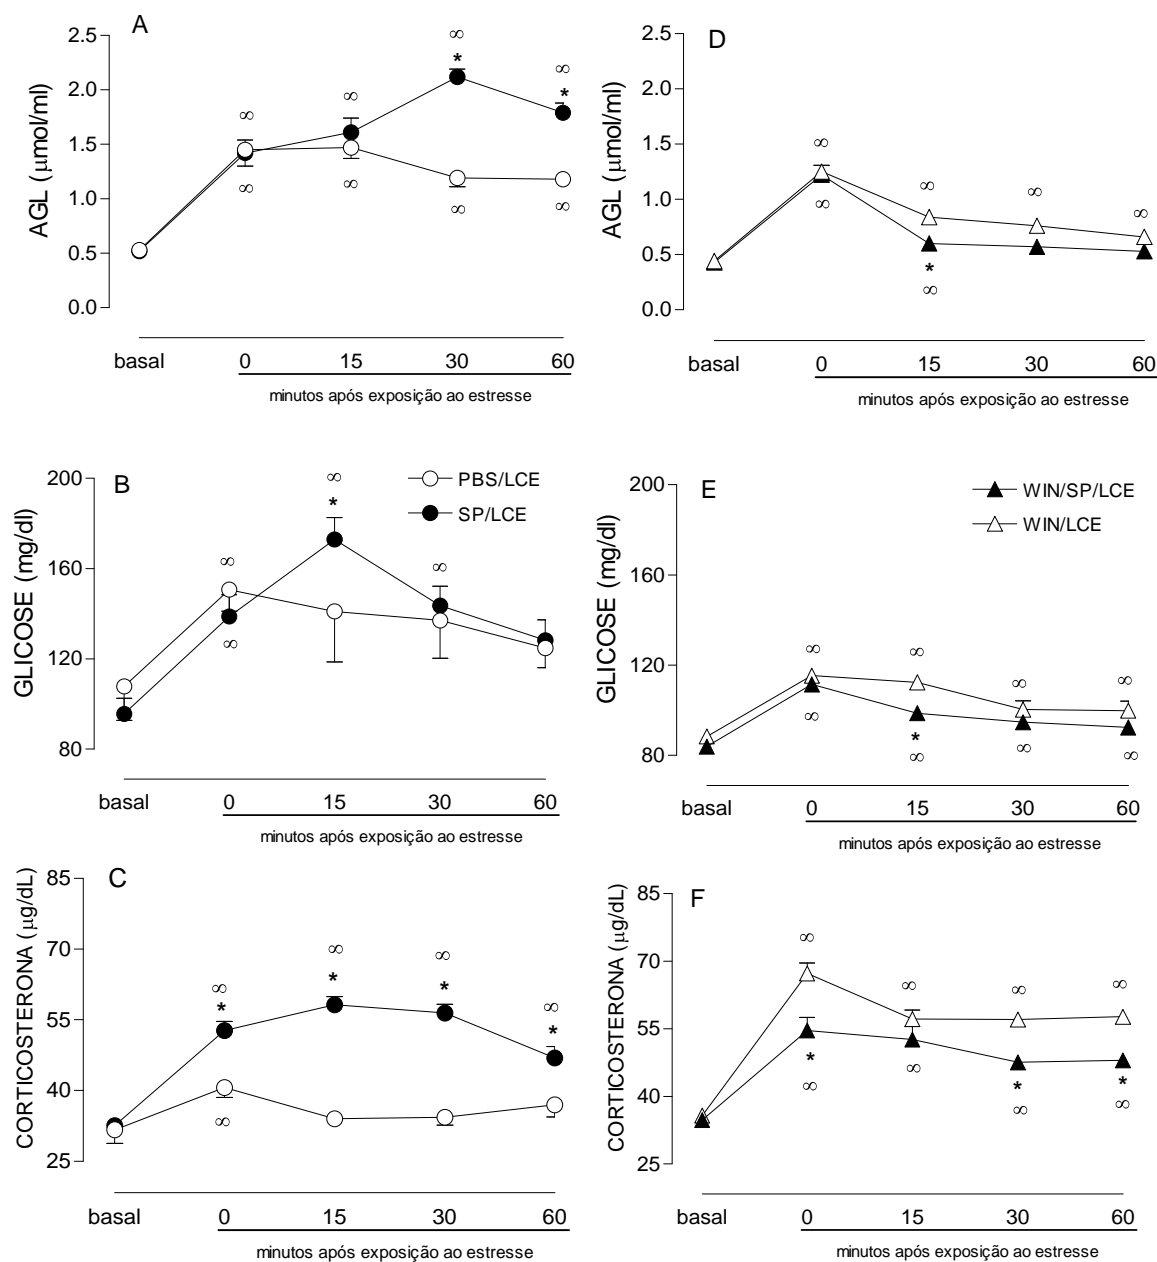 A
AGL (μmol/ml)
2.5
2.0
1.5
1.0
0.5
0.0
∞
∞
∞
∞
∞
*
∞
∞
*
∞
basal 0 15 30 60
minutos após exposição ao estresse
D
AGL (μmol/ml)
2.5
2.0
1.5
1.0
0.5
0.0
∞
∞
∞
*
∞
∞
∞
basal 0 15 30 60
minutos após exposição ao estresse
B
GLICOSE (mg/dl)
200
160
120
80
PBS/LCE
SP/LCE
∞
∞
∞
*
∞
basal 0 15 30 60
minutos após exposição ao estresse
E
GLICOSE (mg/dl)
200
160
120
80
WIN/SP/LCE
WIN/LCE
∞
∞
∞
*
∞
∞
∞
∞
∞
basal 0 15 30 60
minutos após exposição ao estresse
C
CORTICOSTERONA (μg/dL)
85
70
55
40
25
∞
*
∞
∞
*
∞
*
∞
*
basal 0 15 30 60
minutos após exposição ao estresse
F
CORTICOSTERONA (μg/dL)
85
70
55
40
25
∞
*
∞
∞
∞
∞
*
∞
∞
*
∞
basal 0 15 30 60
minutos após exposição ao estresse